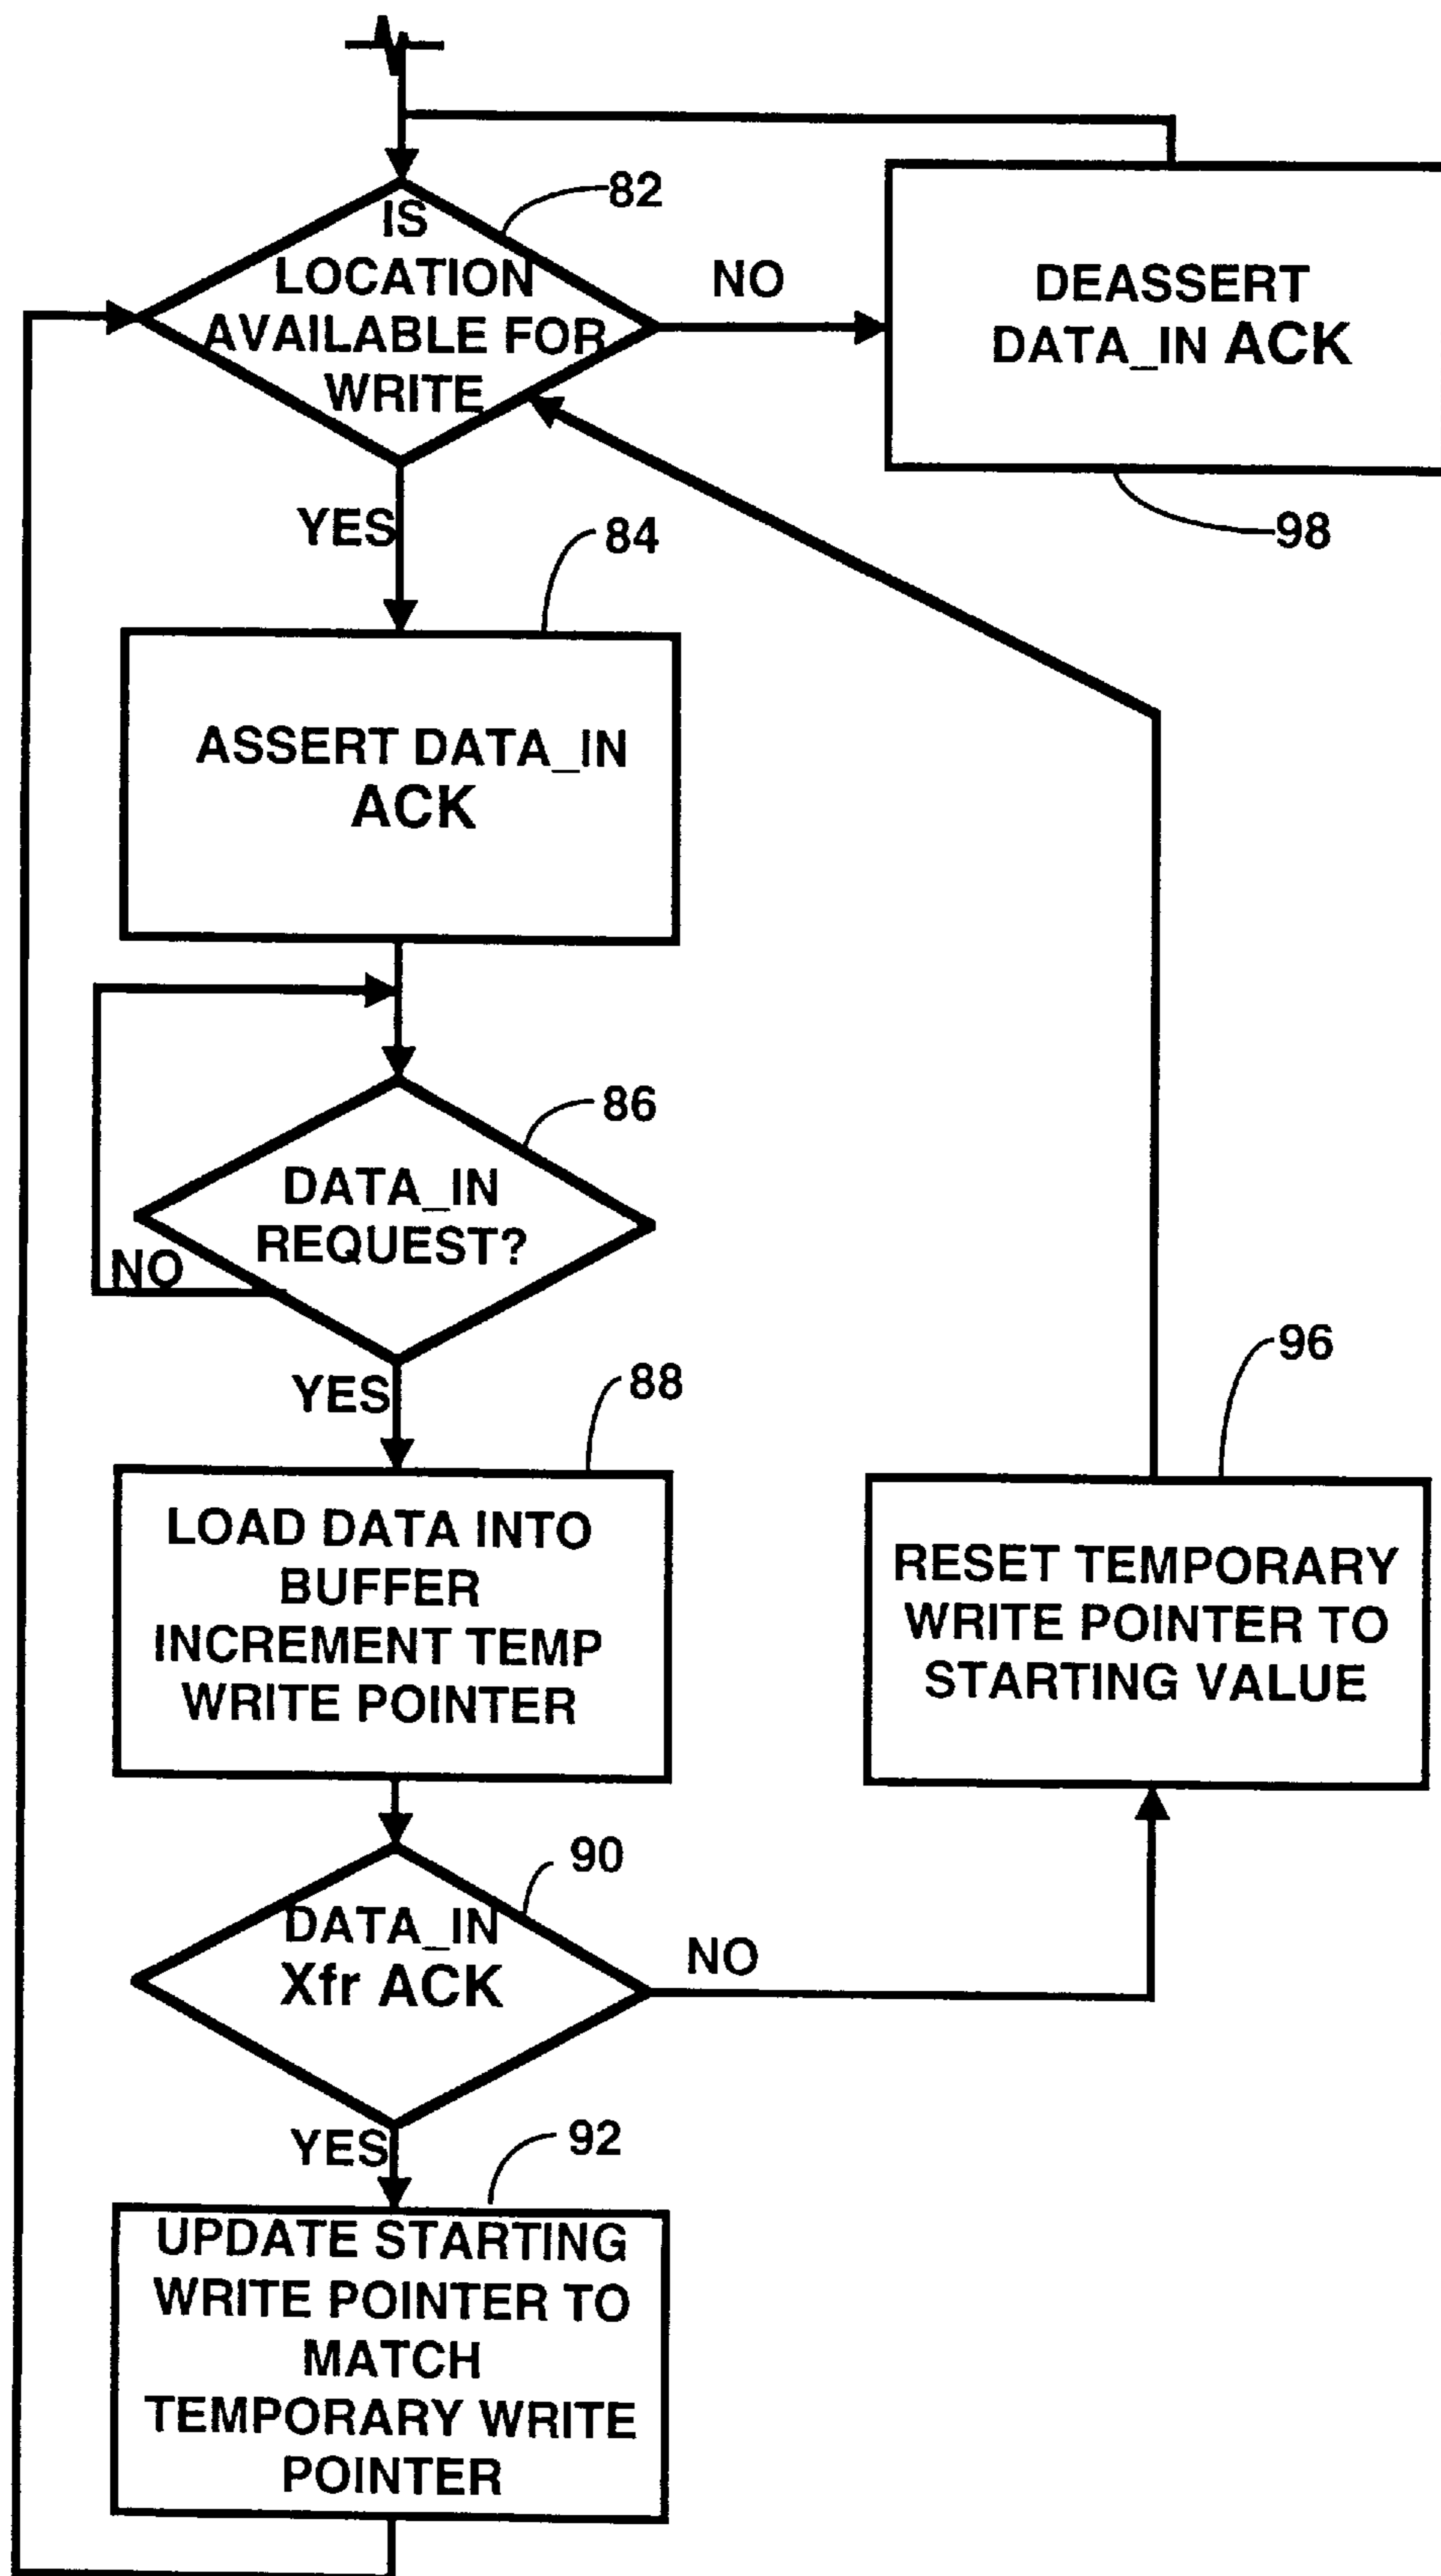 82
IS
LOCATION
AVAILABLE FOR
WRITE
NO
DEASSERT
DATA_IN ACK
98
YES
84
ASSERT DATA_IN
ACK
86
DATA_IN
REQUEST?
NO
YES
88
LOAD DATA INTO
BUFFER
INCREMENT TEMP
WRITE POINTER
96
RESET TEMPORARY
WRITE POINTER TO
STARTING VALUE
90
DATA_IN
Xfr ACK
NO
YES
92
UPDATE STARTING
WRITE POINTER TO
MATCH
TEMPORARY WRITE
POINTER